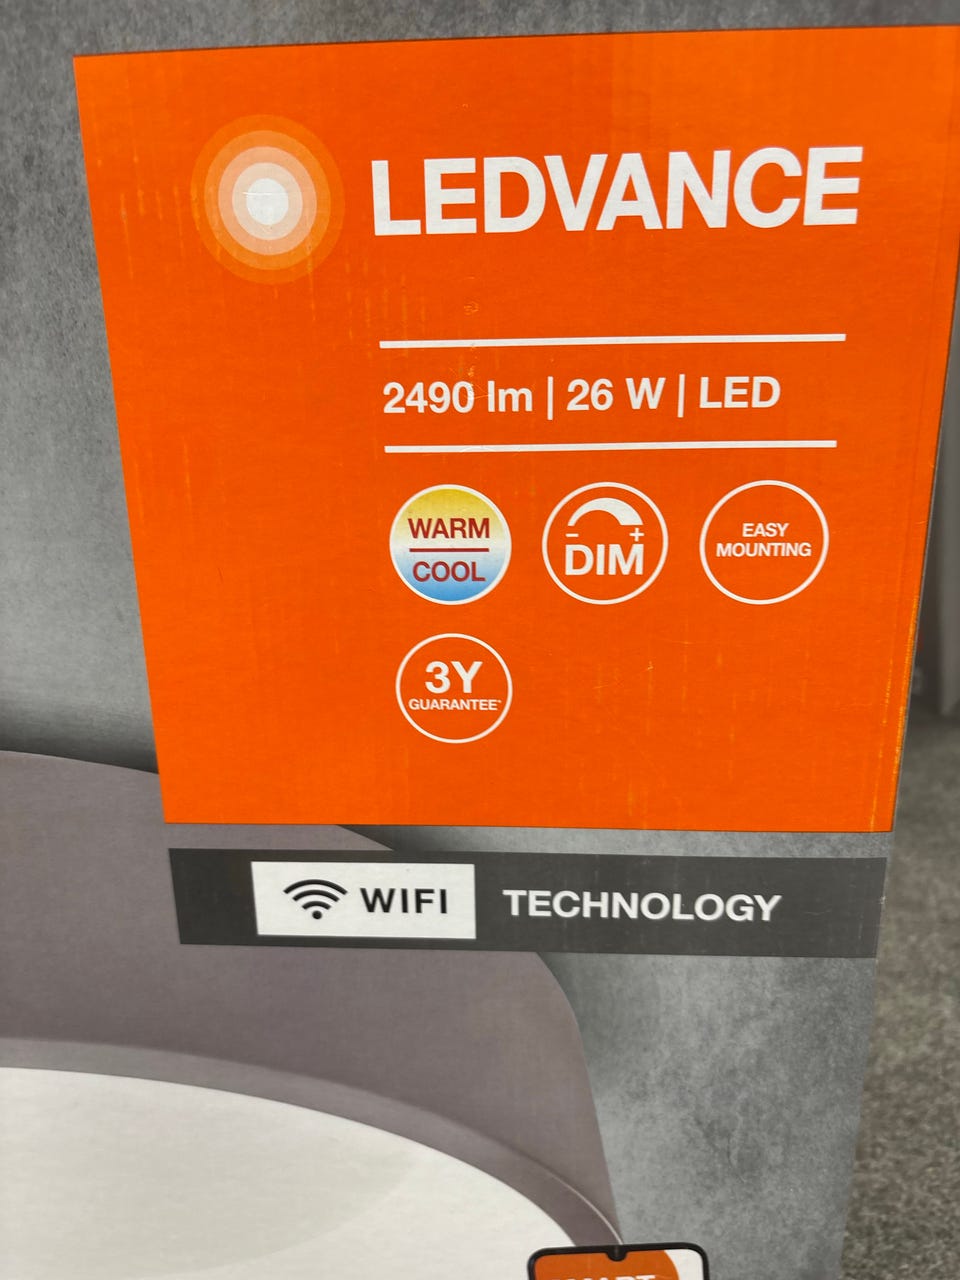 LEDVANCE
2490 lm | 26 W | LED
WARM
COOL
- +
DIM
EASY
MOUNTING
3Y
GUARANTEE*
WIFI
TECHNOLOGY